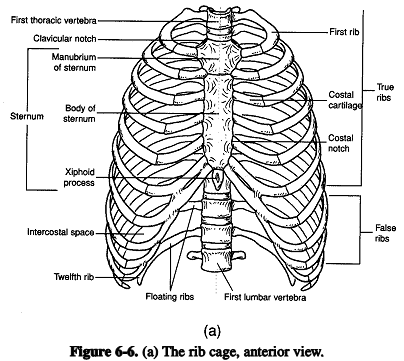 First thoracic vertebra
Clavicular notch
Manubrium
of sternum
Sternum
Body of
sternum
Xiphoid
process
Intercostal space
Twelfth rib
Floating ribs
First lumbar vertebra
First rib
Costal
cartilage
True
ribs
Costal
notch
False
ribs
(a)
Figure 6-6. (a) The rib cage, anterior view.